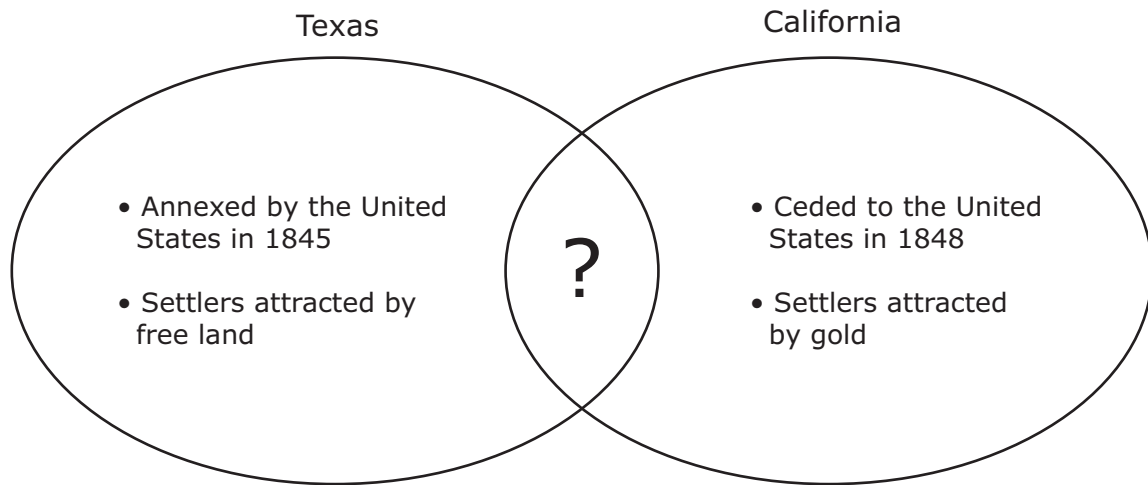 Texas
California
• Annexed by the United
States in 1845
• Settlers attracted by
free land
?
• Ceded to the United
States in 1848
• Settlers attracted
by gold